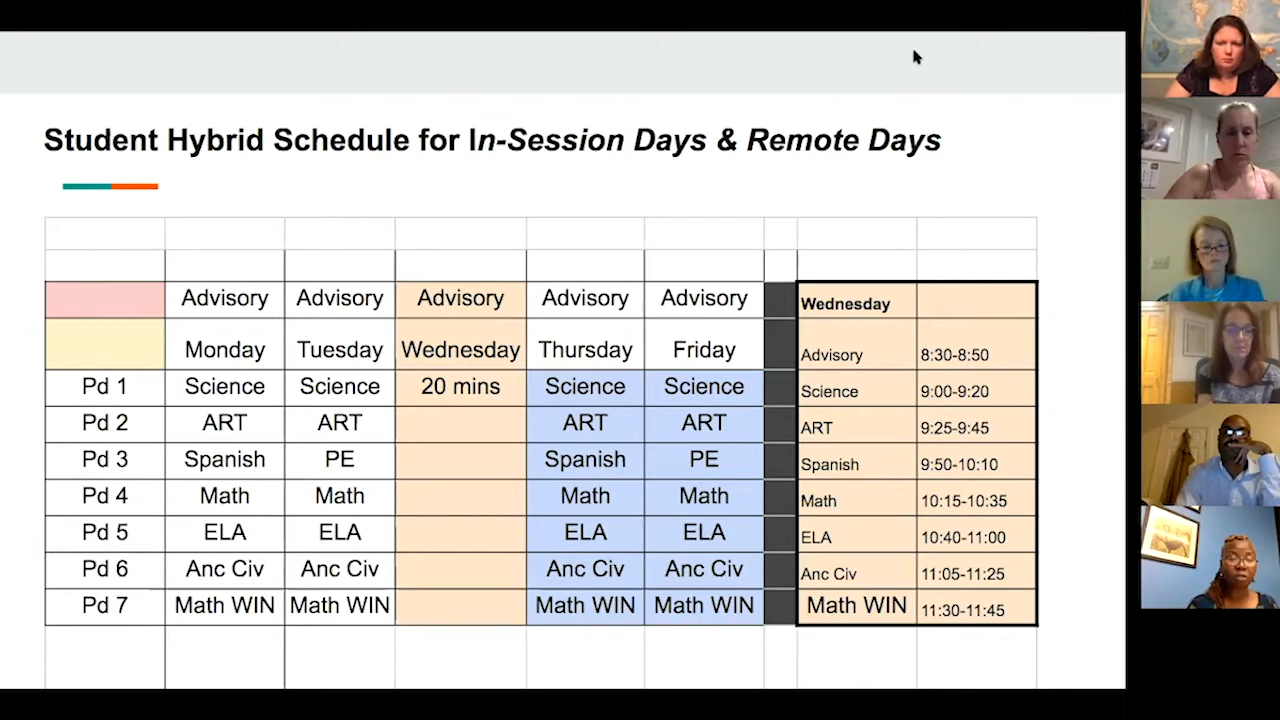 Student Hybrid Schedule for In-Session Days & Remote Days
Advisory Advisory Advisory Advisory Advisory Wednesday
Monday Tuesday Wednesday Thursday Friday Advisory 8:30-8:50
Pd 1 Science Science 20 mins Science Science Science 9:00-9:20
Pd 2 ART ART ART ART ART 9:25-9:45
Pd 3 Spanish PE Spanish PE Spanish 9:50-10:10
Pd 4 Math Math Math Math Math 10:15-10:35
Pd 5 ELA ELA ELA ELA ELA 10:40-11:00
Pd 6 Anc Civ Anc Civ Anc Civ Anc Civ Anc Civ 11:05-11:25
Pd 7 Math WIN Math WIN Math WIN Math WIN Math WIN 11:30-11:45